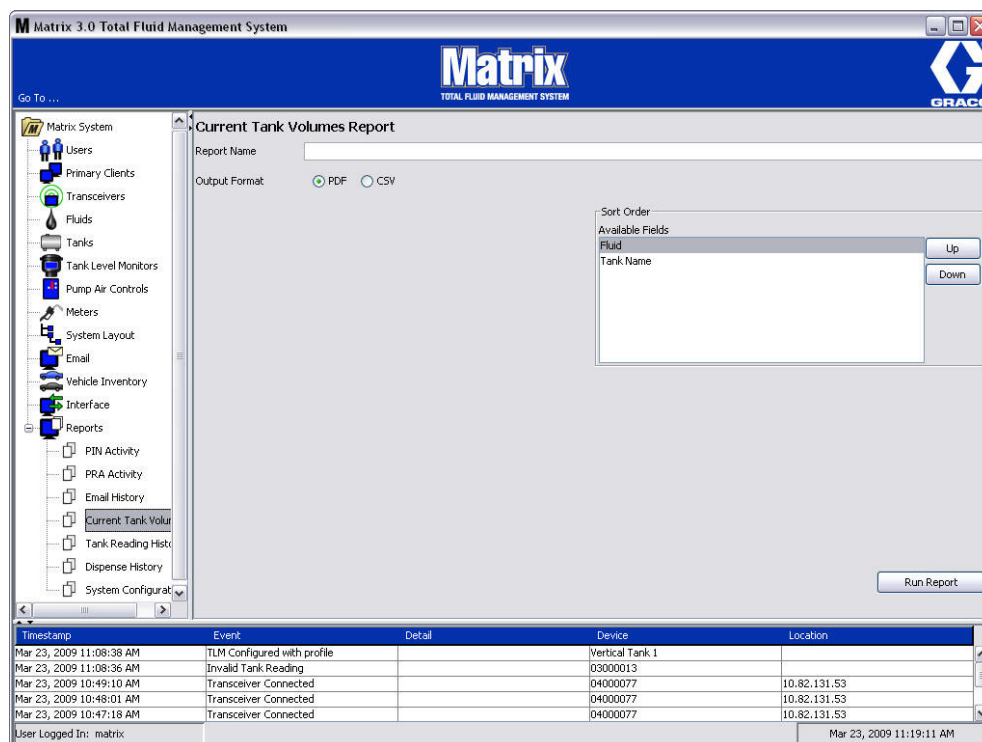 Matrix 3.0 Total Fluid Management System
Matrix
TOTAL FLUID MANAGEMENT SYSTEM
Go To ...
GRACO
Matrix System
Users
Primary Clients
Transceivers
Fluids
Tanks
Tank Level Monitors
Pump Air Controls
Meters
System Layout
Email
Vehicle Inventory
Interface
Reports
PIN Activity
PRA Activity
Email History
Current Tank Volur
Tank Reading Histo
Dispense History
System Configurat
Current Tank Volumes Report
Report Name
Output Format PDF CSV
Sort Order
Available Fields
Fluid
Tank Name
Up
Down
Run Report
Timestamp Event Detail Device Location
Mar 23, 2009 11:08:38 AM TLM Configured with profile Vertical Tank 1
Mar 23, 2009 11:08:36 AM Invalid Tank Reading 03000013
Mar 23, 2009 10:49:10 AM Transceiver Connected 04000077 10.82.131.53
Mar 23, 2009 10:48:01 AM Transceiver Connected 04000077 10.82.131.53
Mar 23, 2009 10:47:18 AM Transceiver Connected 04000077 10.82.131.53
User Logged In: matrix Mar 23, 2009 11:19:11 AM